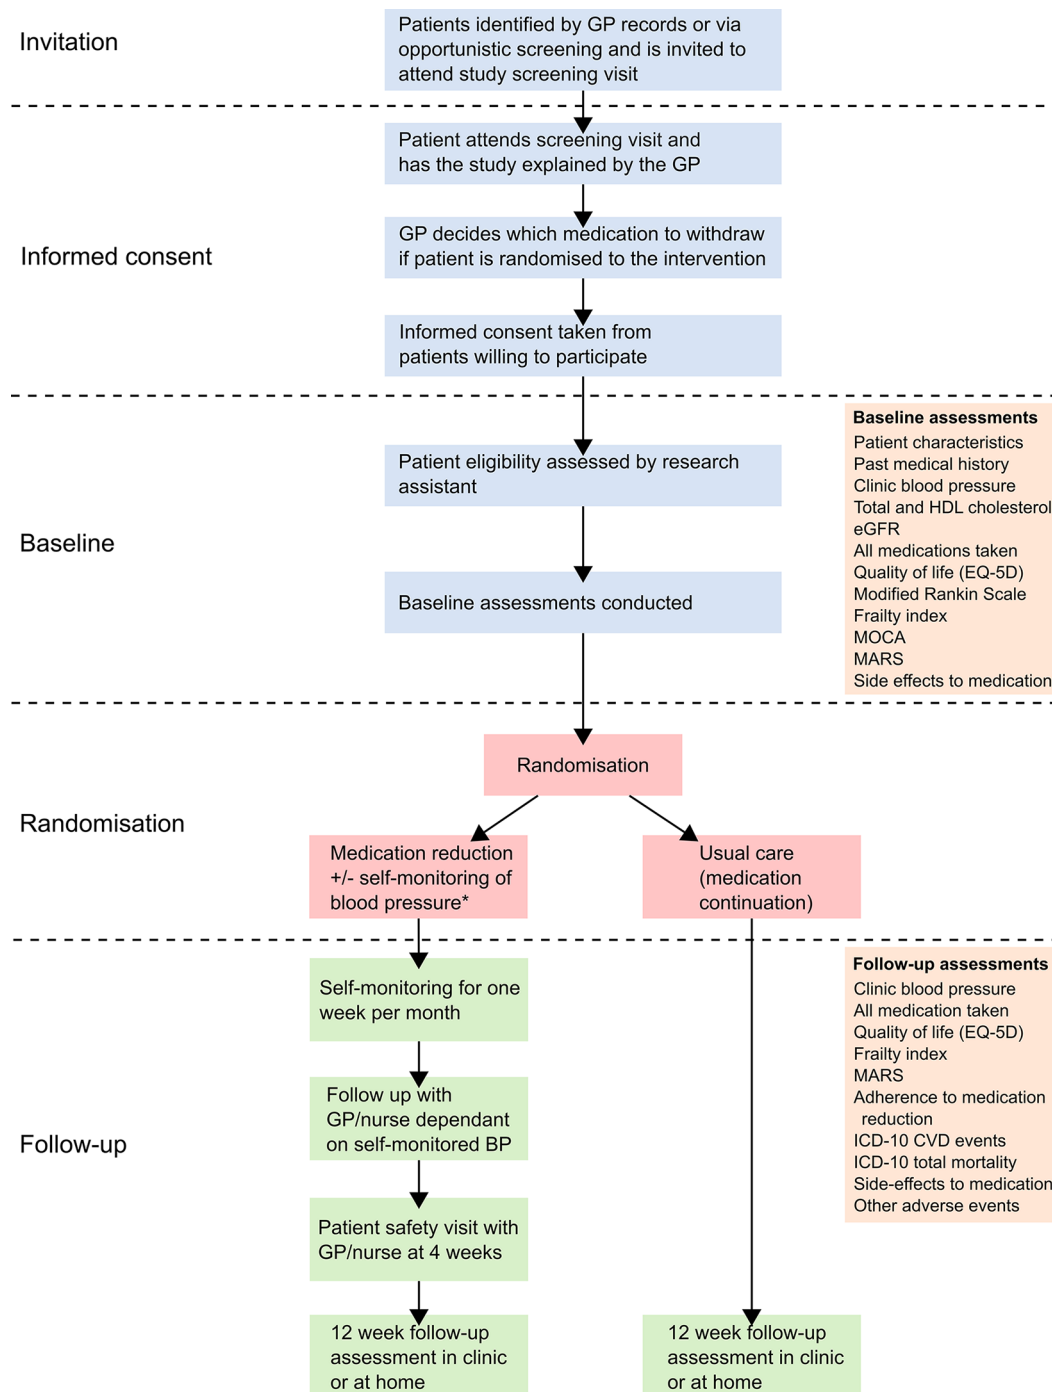 Invitation
Patients identified by GP records or via
opportunistic screening and is invited to
attend study screening visit
Informed consent
Patient attends screening visit and
has the study explained by the GP
GP decides which medication to withdraw
if patient is randomised to the intervention
Informed consent taken from
patients willing to participate
Baseline
Patient eligibility assessed by research
assistant
Baseline assessments conducted
Baseline assessments
Patient characteristics
Past medical history
Clinic blood pressure
Total and HDL cholesterol
eGFR
All medications taken
Quality of life (EQ-5D)
Modified Rankin Scale
Frailty index
MOCA
MARS
Side effects to medication
Randomisation
Randomisation
Medication reduction
+/- self-monitoring of
blood pressure*
Usual care
(medication
continuation)
Follow-up
Self-monitoring for one
week per month
Follow up with
GP/nurse dependant
on self-monitored BP
Patient safety visit with
GP/nurse at 4 weeks
12 week follow-up
assessment in clinic
or at home
12 week follow-up
assessment in clinic
or at home
Follow-up assessments
Clinic blood pressure
All medication taken
Quality of life (EQ-5D)
Frailty index
MARS
Adherence to medication
reduction
ICD-10 CVD events
ICD-10 total mortality
Side-effects to medication
Other adverse events